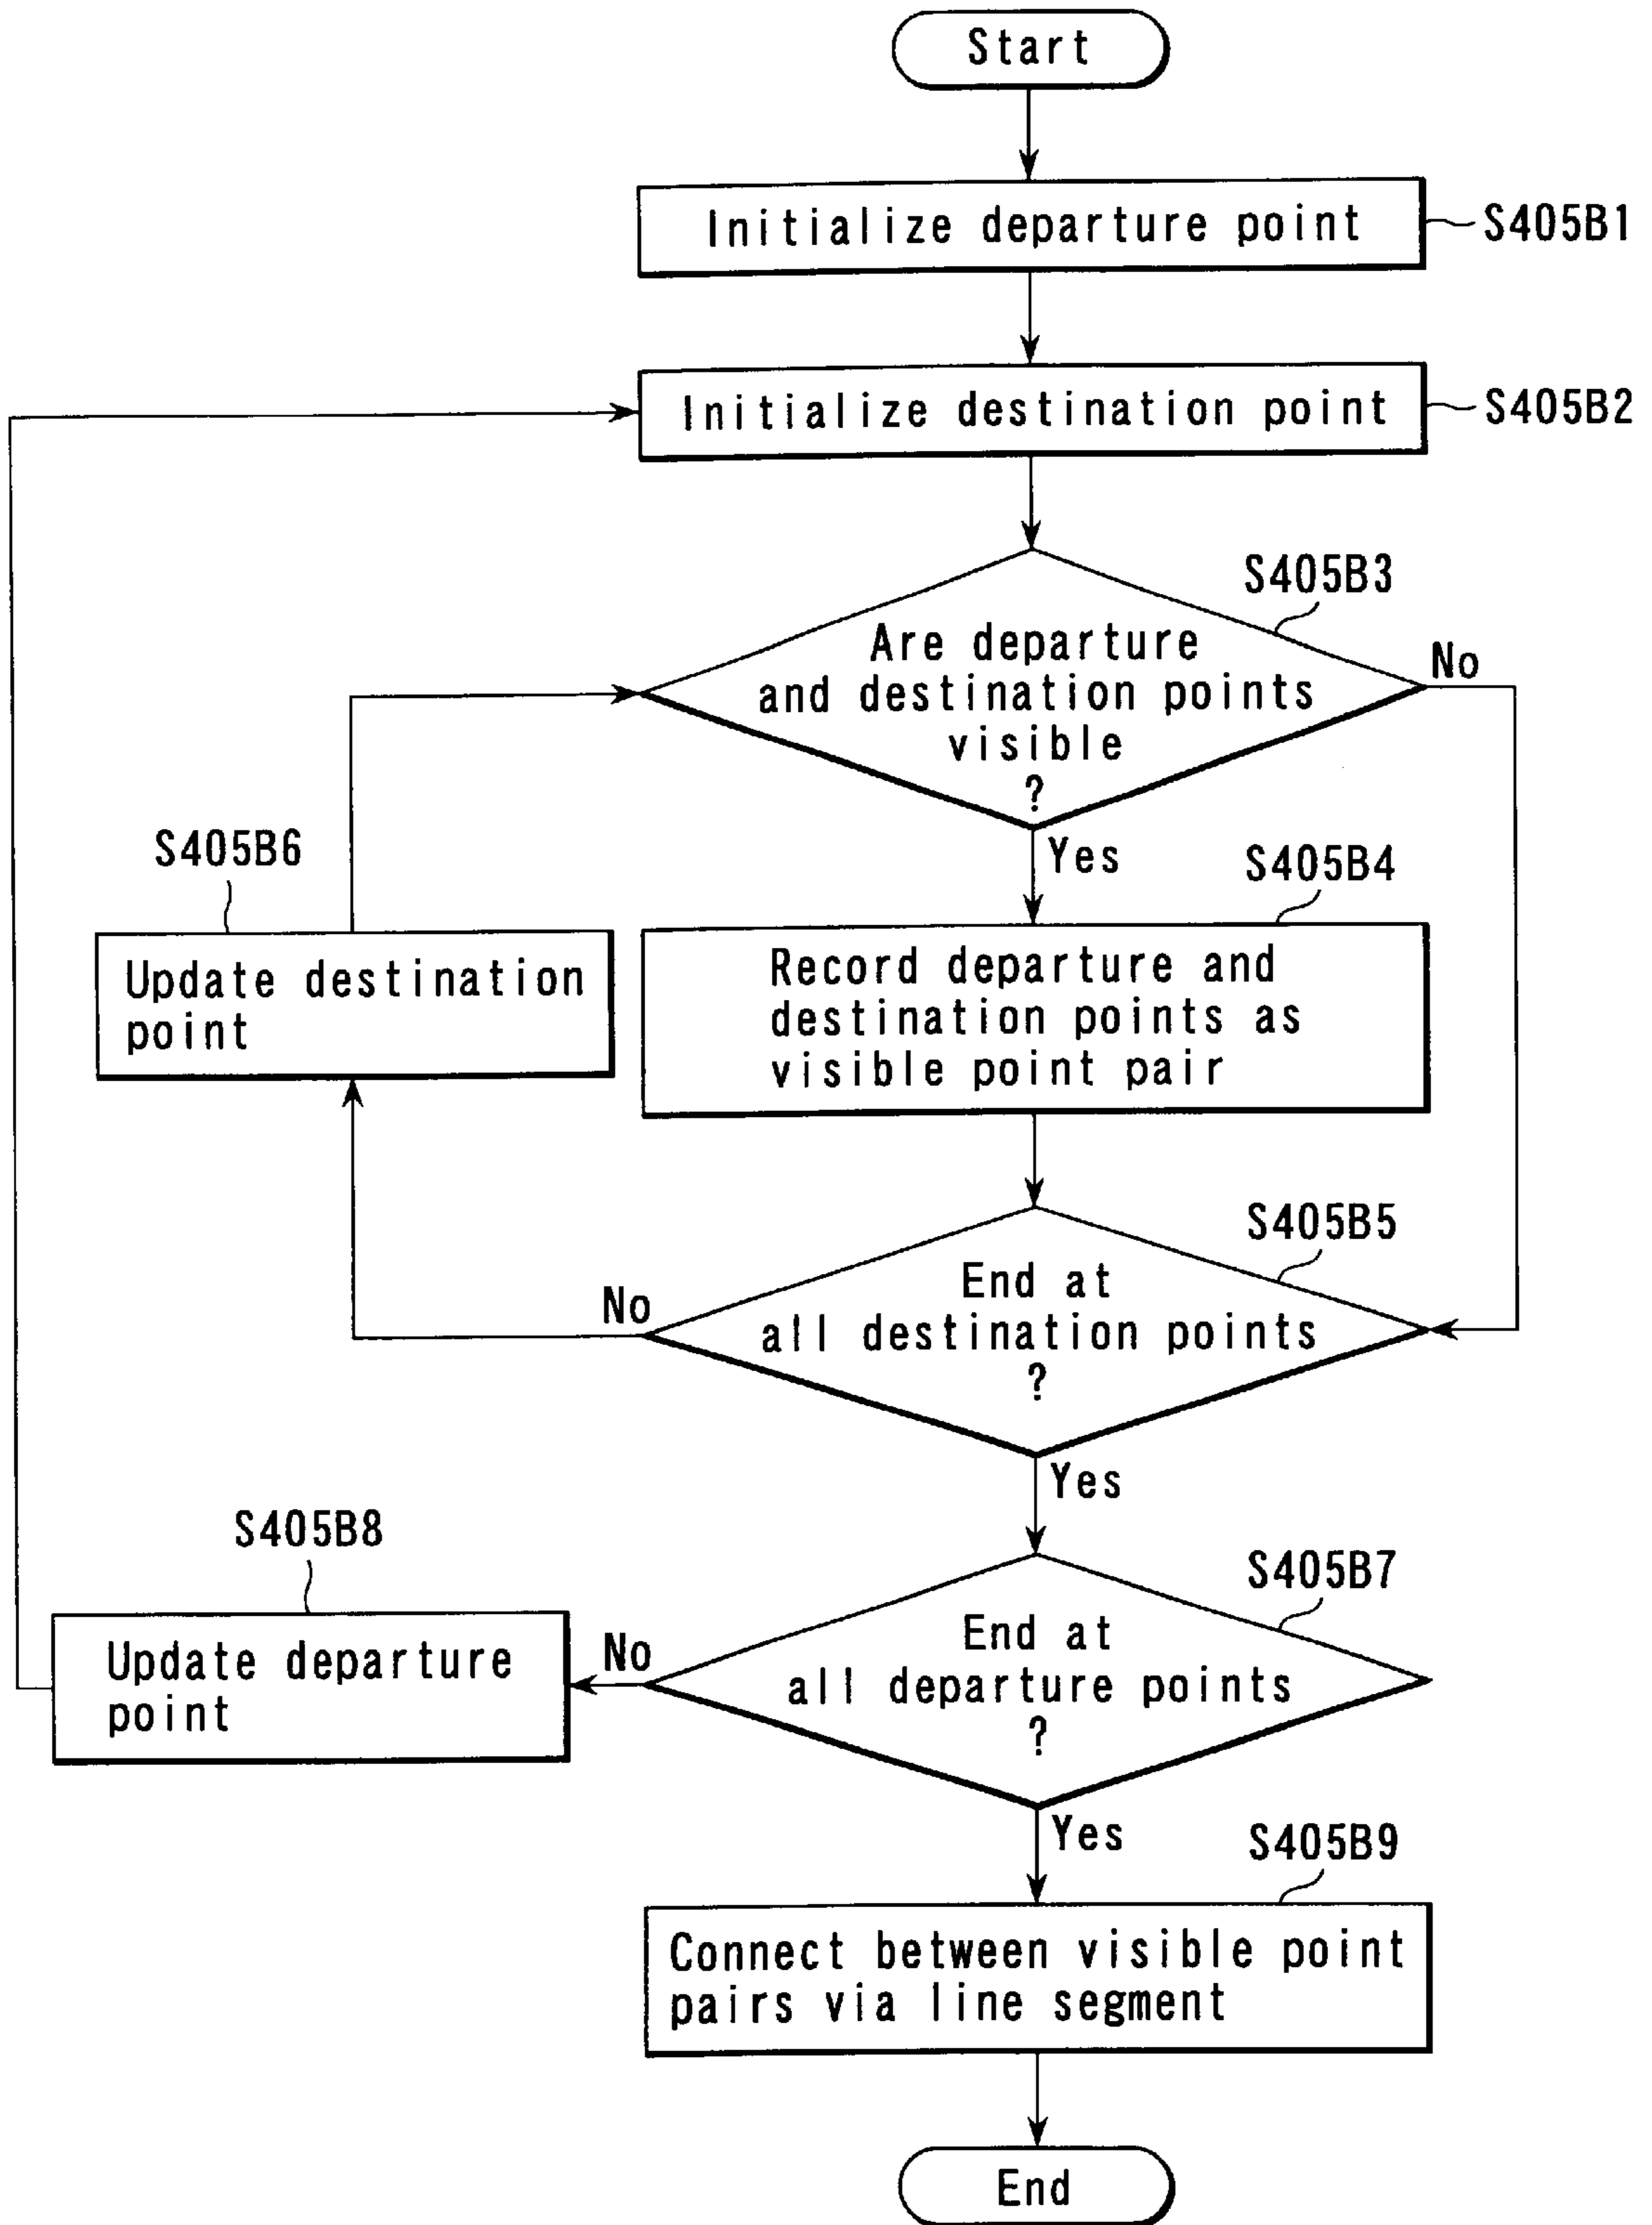 Start
Initialize departure point
S405B1
Initialize destination point
S405B2
S405B3
Are departure
and destination points
visible
?
No
Yes
S405B6
Update destination
point
S405B4
Record departure and
destination points as
visible point pair
S405B5
End at
all destination points
?
No
Yes
S405B8
Update departure
point
S405B7
End at
all departure points
?
No
Yes
S405B9
Connect between visible point
pairs via line segment
End